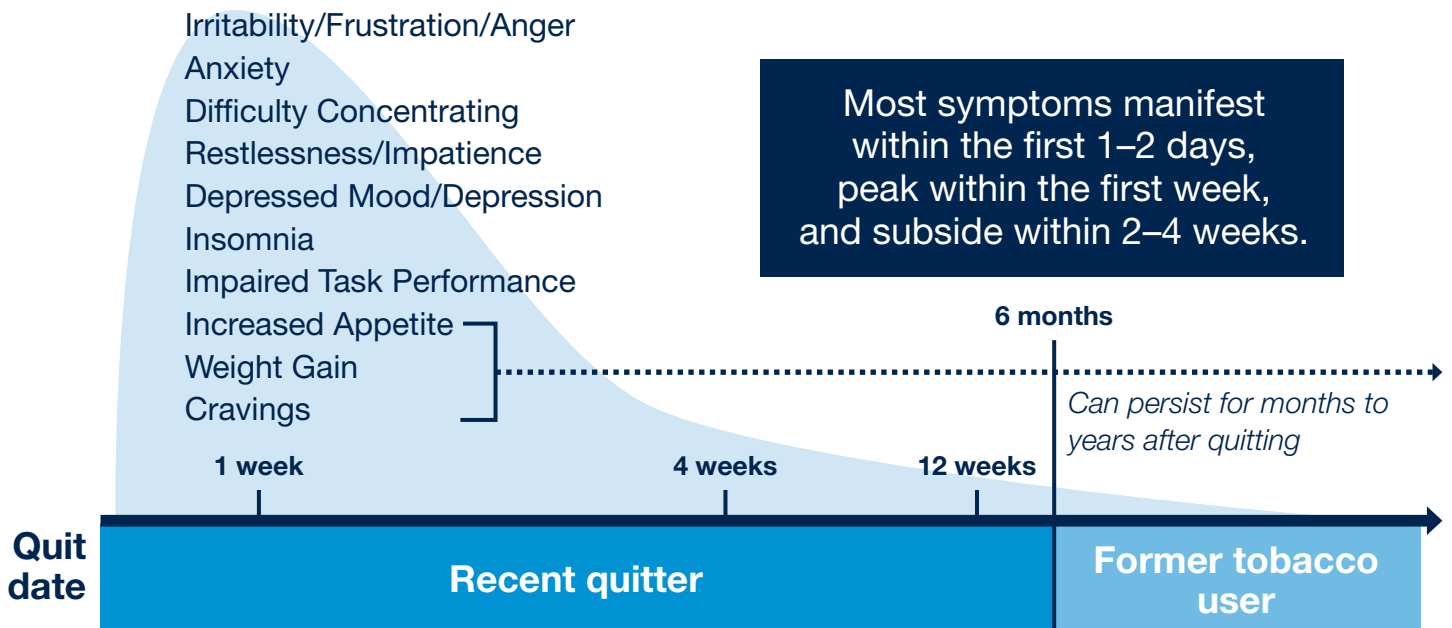 Irritability/Frustration/Anger
Anxiety
Difficulty Concentrating
Restlessness/Impatience
Depressed Mood/Depression
Insomnia
Impaired Task Performance
Increased Appetite
Weight Gain
Cravings
Most symptoms manifest
within the first 1–2 days,
peak within the first week,
and subside within 2–4 weeks.
6 months
Can persist for months to
years after quitting
1 week
4 weeks
12 weeks
Quit
date
Recent quitter
Former tobacco
user